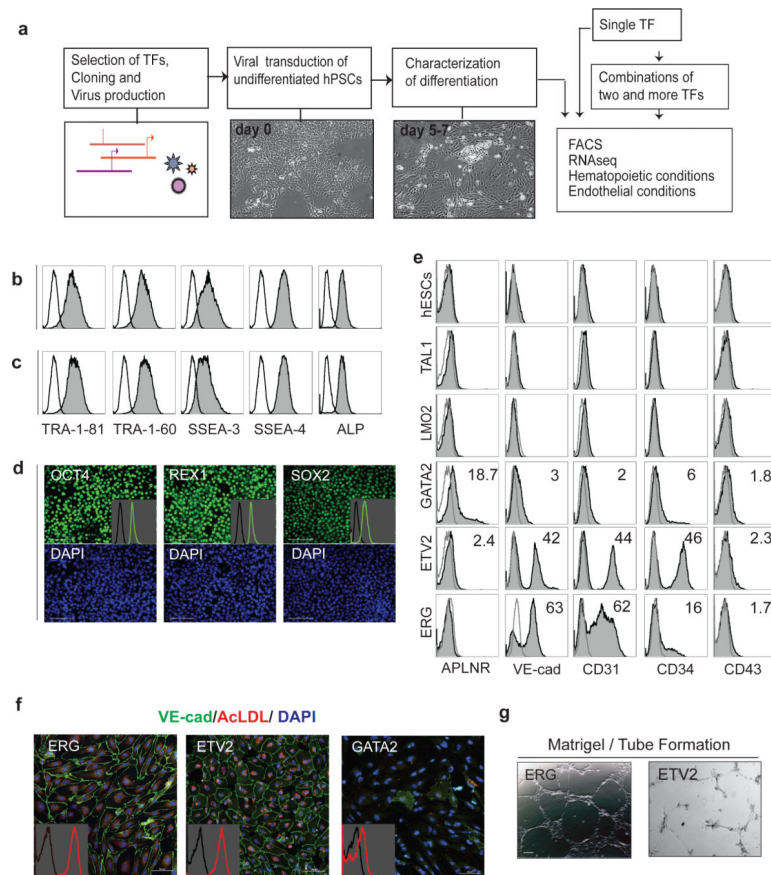 a
Selection of TFs,
Cloning and
Virus production
Viral transduction of
undifferentiated hPSCs
Characterization
of differentiation
Single TF
Combinations of
two and more TFs
day 0
day 5-7
FACS
RNAseq
Hematopoietic conditions
Endothelial conditions
b
c
TRA-1-81 TRA-1-60 SSEA-3 SSEA-4 ALP
d
OCT4 REX1 SOX2
DAPI DAPI DAPI
e
hESCs
TAL1
LMO2
GATA2 18.7 3 2 6 1.8
ETV2 2.4 42 44 46 2.3
ERG 63 62 16 1.7
APLNR VE-cad CD31 CD34 CD43
f
VE-cad/AcLDL/ DAPI
ERG ETV2 GATA2
g
Matrigel / Tube Formation
ERG ETV2